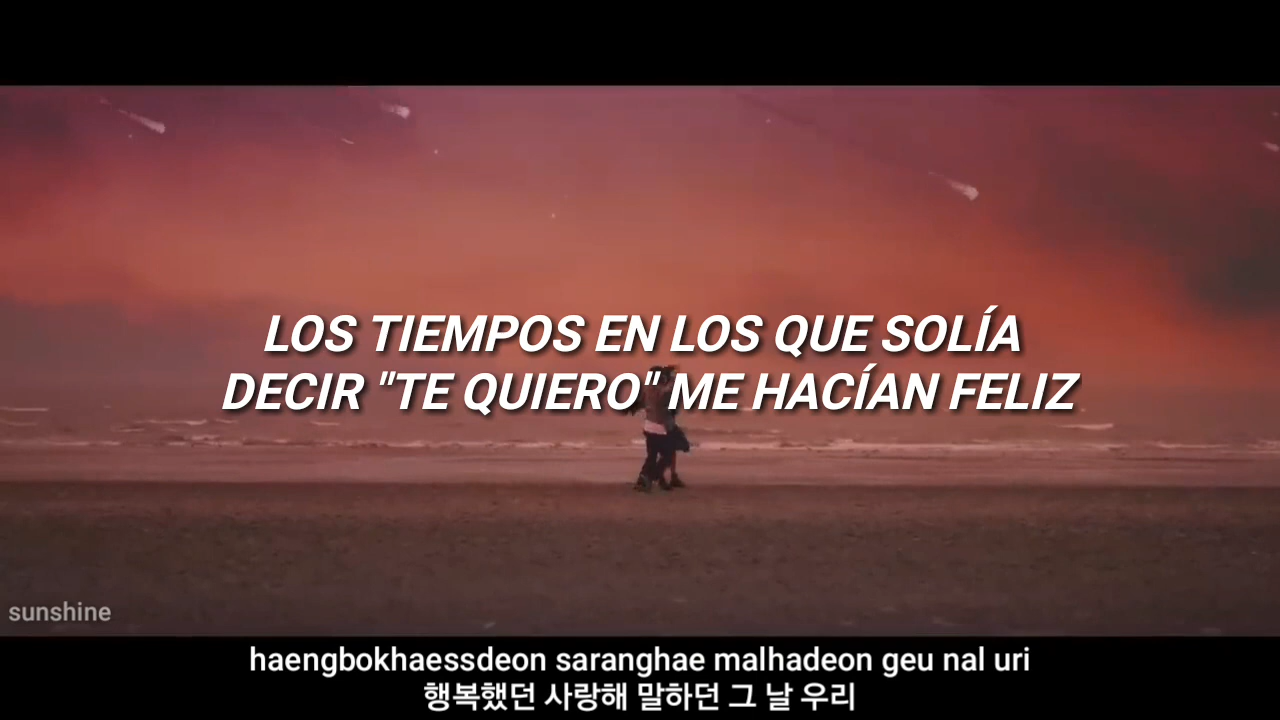 LOS TIEMPOS EN LOS QUE SOLÍA
DECIR "TE QUIERO" ME HACÍAN FELIZ
sunshine
haengbokhaessdeon saranghae malhadeon geu nal uri
행복했던 사랑해 말하던 그 날 우리